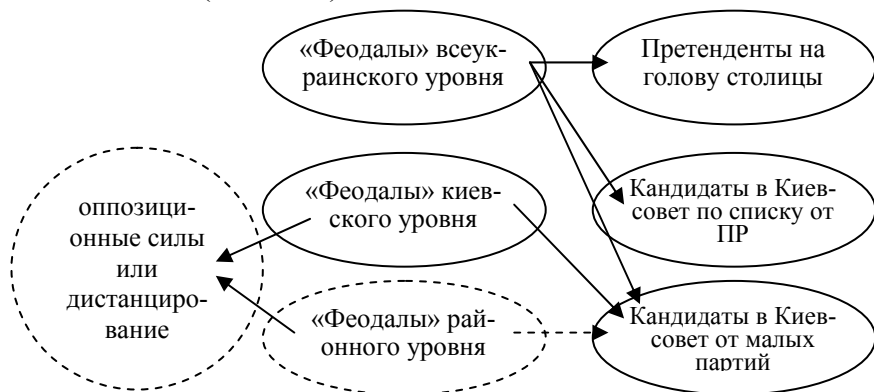 «Феодалы» всеук-
раинского уровня
Претенденты на
голову столицы
«Феодалы» киев-
ского уровня
Кандидаты в Киев-
совет по списку от
ПР
оппозици-
онные силы
или
дистанциро-
вание
«Феодалы» рай-
онного уровня
Кандидаты в Киев-
совет от малых
партий